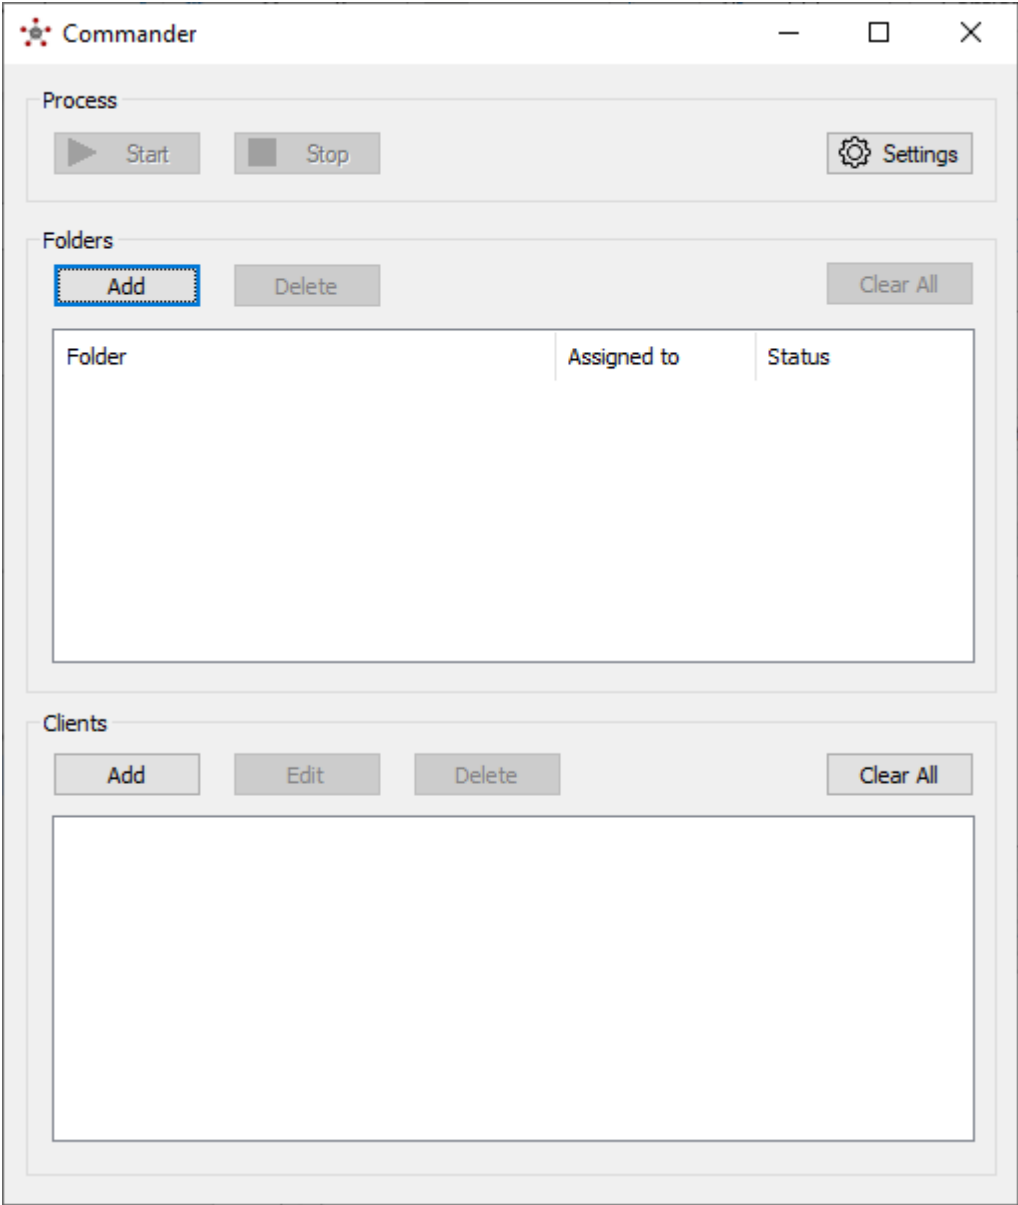 Commander
Process
Start Stop Settings
Folders
Add Delete Clear All
Folder Assigned to Status
Clients
Add Edit Delete Clear All